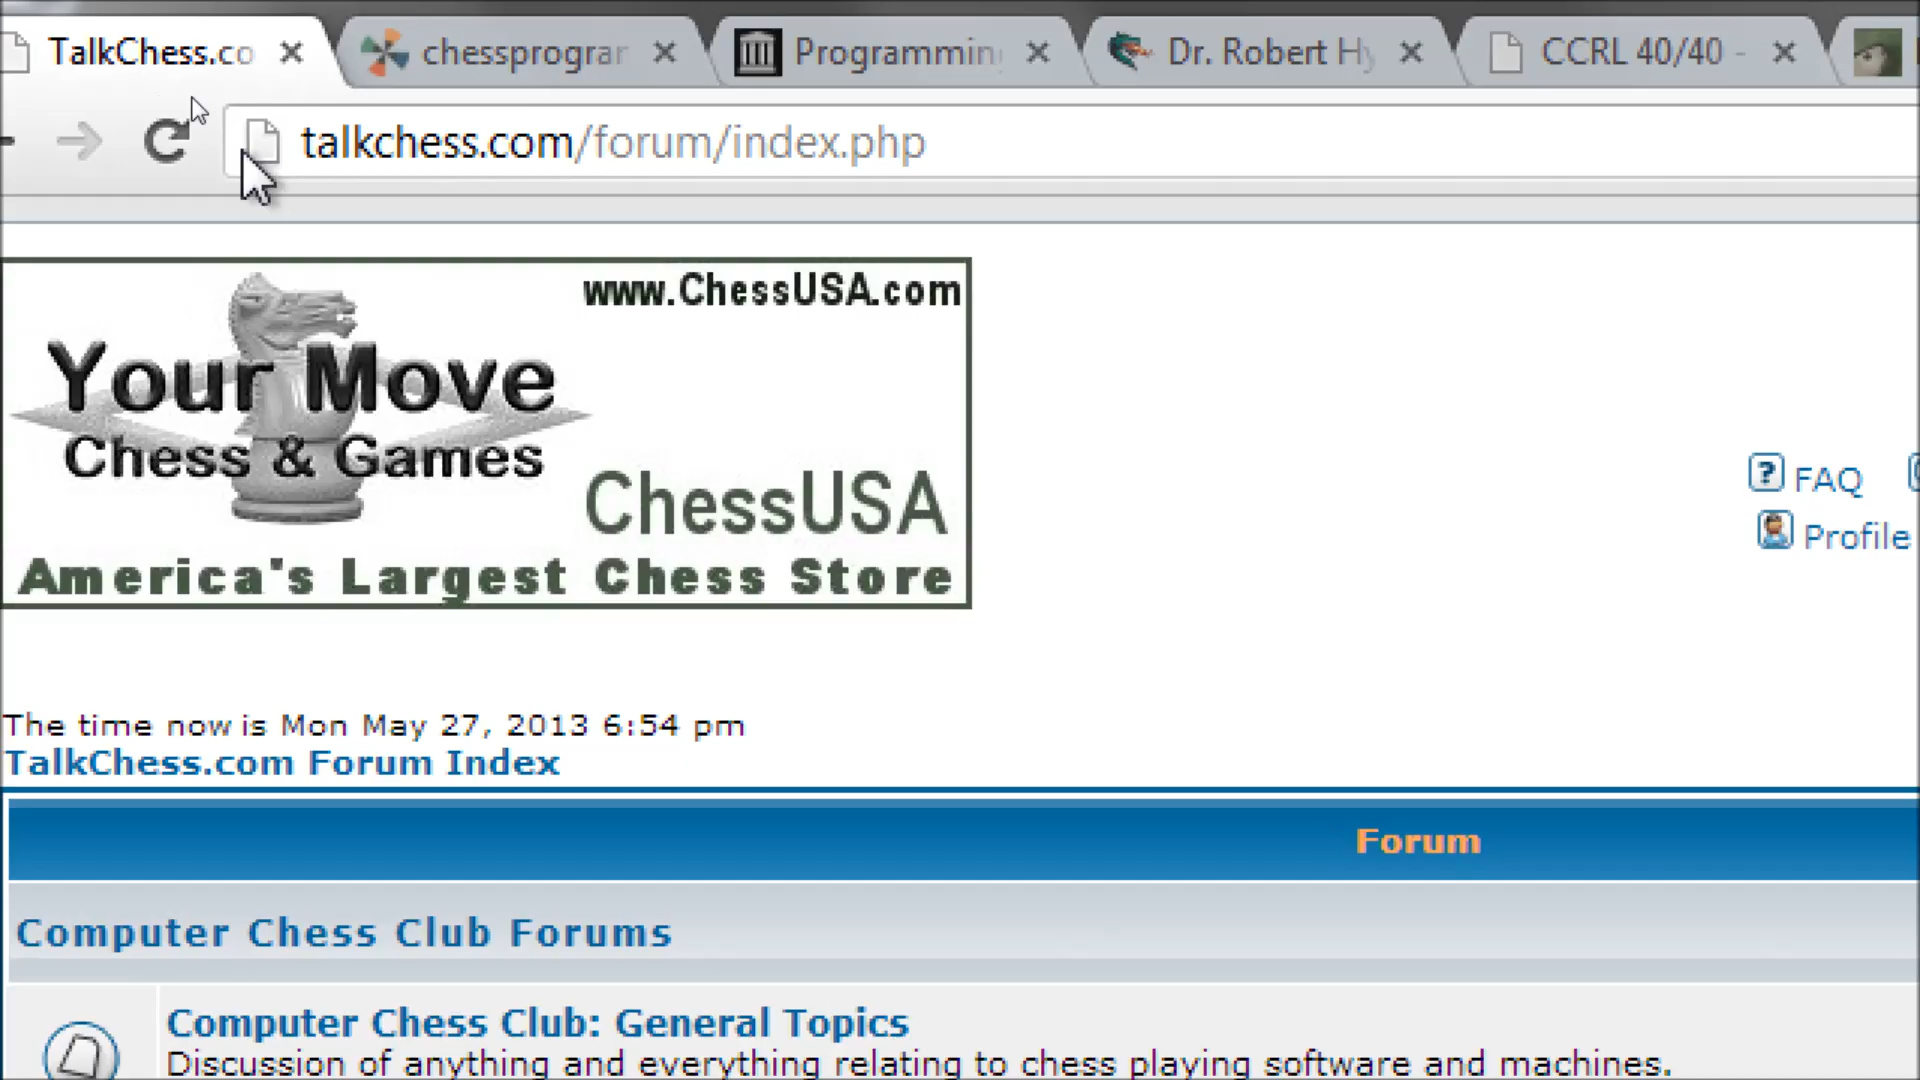 TalkChess.co
chessprograr
Programmin
Dr. Robert Hy
CCRL 40/40 -
talkchess.com/forum/index.php
www.ChessUSA.com
Your Move
Chess & Games
ChessUSA
America's Largest Chess Store
? FAQ
Profile
The time now is Mon May 27, 2013 6:54 pm
TalkChess.com Forum Index
Forum
Computer Chess Club Forums
Computer Chess Club: General Topics
Discussion of anything and everything relating to chess playing software and machines.